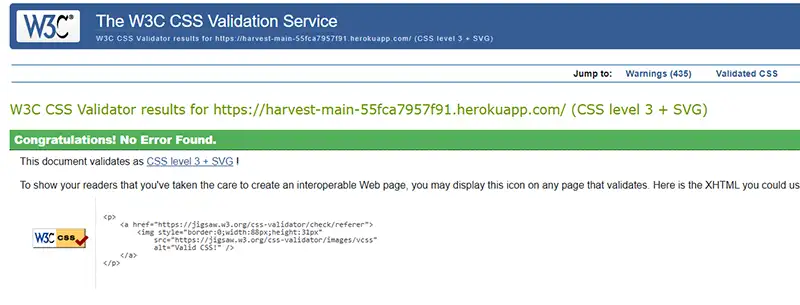 W3C®
The W3C CSS Validation Service
W3C CSS Validator results for https://harvest-main-55fca7957f91.herokuapp.com/ (CSS level 3 + SVG)
Jump to: Warnings (435) Validated CSS
W3C CSS Validator results for https://harvest-main-55fca7957f91.herokuapp.com/ (CSS level 3 + SVG)
Congratulations! No Error Found.
This document validates as CSS level 3 + SVG !
To show your readers that you've taken the care to create an interoperable Web page, you may display this icon on any page that validates. Here is the XHTML you could us
W3C css
<p>
    <a href="https://jigsaw.w3.org/css-validator/check/referer">
        <img style="border:0;width:88px;height:31px"
            src="https://jigsaw.w3.org/css-validator/images/vcss"
            alt="Valid CSS!" />
    </a>
</p>